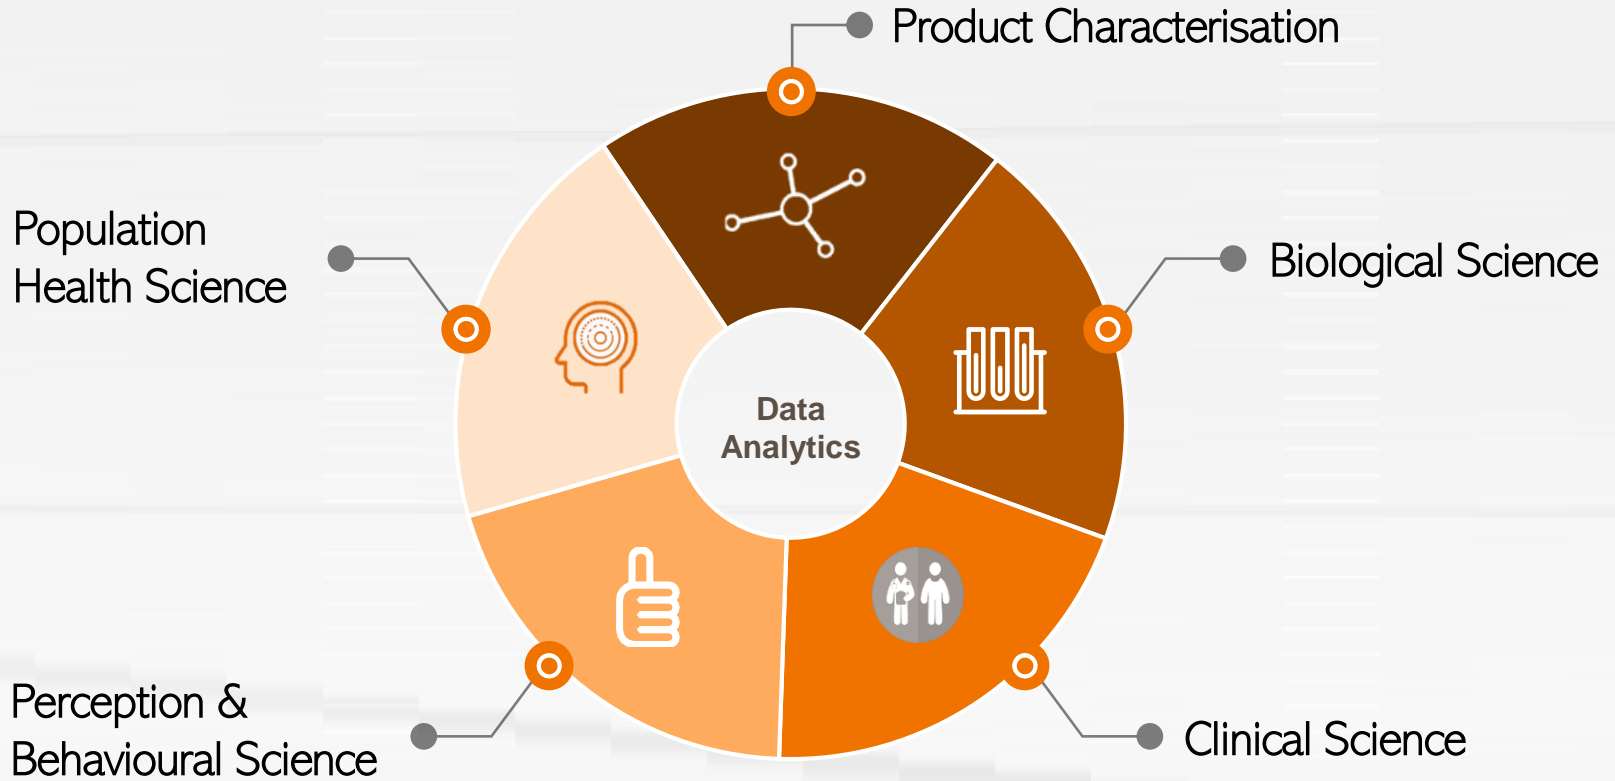 Product Characterisation
Population
Health Science
Biological Science
Data
Analytics
Perception &
Behavioural Science
Clinical Science